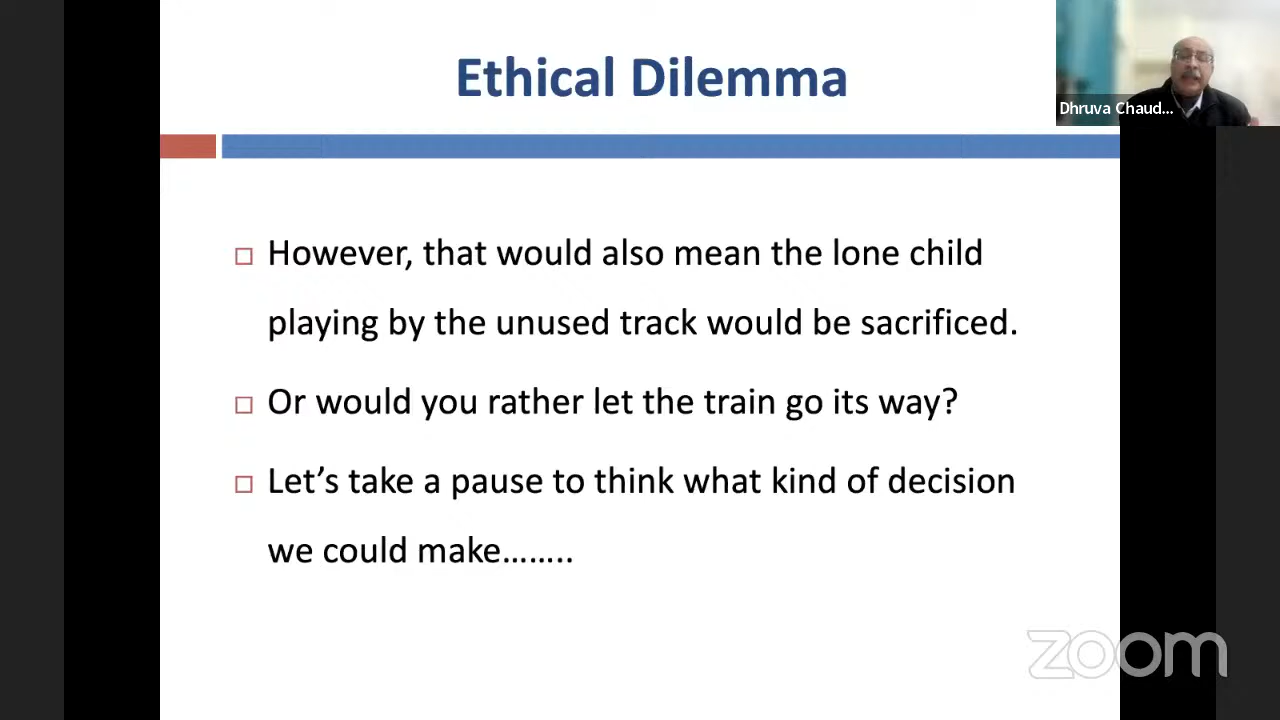 Ethical Dilemma
Dhruva Chaud...
However, that would also mean the lone child
playing by the unused track would be sacrificed.
Or would you rather let the train go its way?
Let’s take a pause to think what kind of decision
we could make……..
zoom